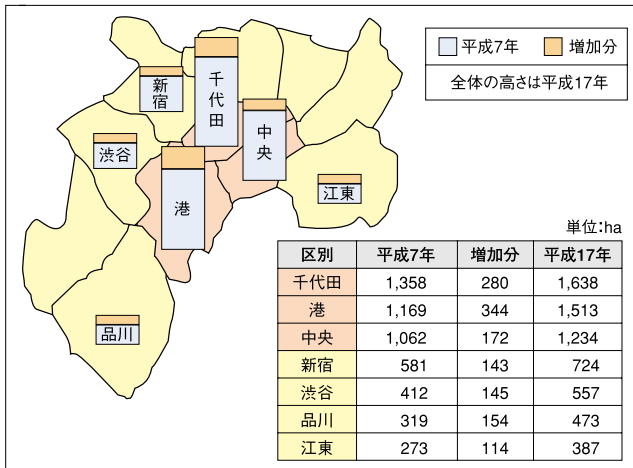 平成7年 増加分
全体の高さは平成17年
千代田
新宿
中央
渋谷
港
江東
品川
単位:ha
区別 平成7年 増加分 平成17年
千代田 1,358 280 1,638
港 1,169 344 1,513
中央 1,062 172 1,234
新宿 581 143 724
渋谷 412 145 557
品川 319 154 473
江東 273 114 387